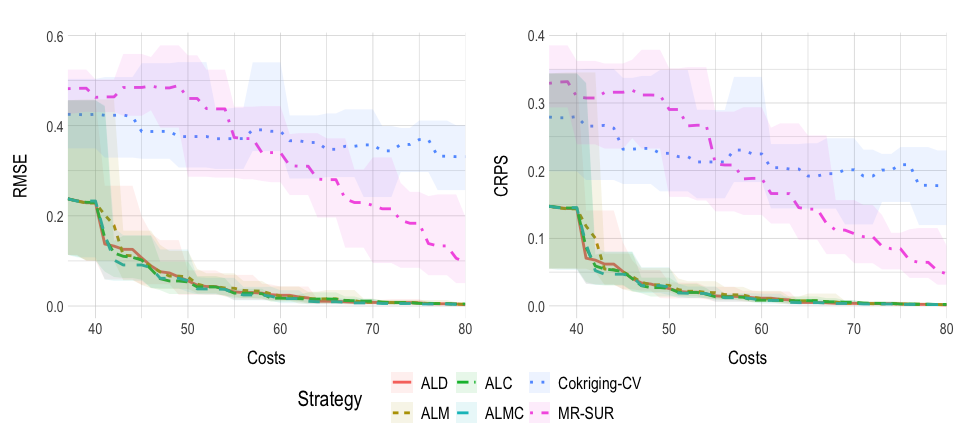 0.6
0.4
0.2
0.0
RMSE
40 50 60 70 80
Costs
0.4
0.3
0.2
0.1
0.0
CRPS
40 50 60 70 80
Costs
Strategy
ALD ALC Cokriging-CV
ALM ALMC MR-SUR